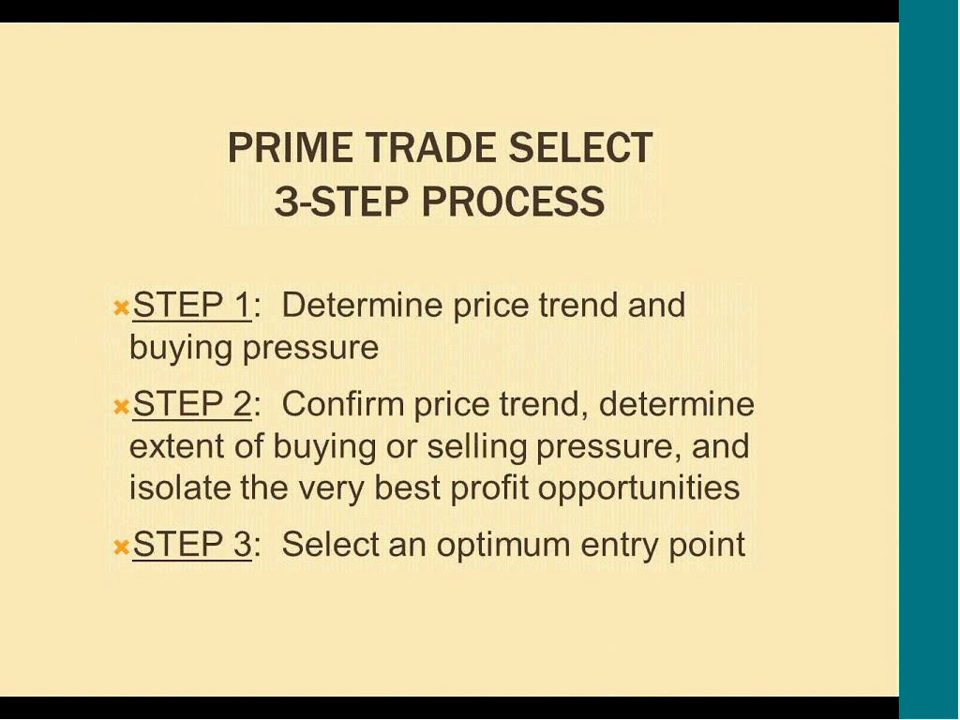 PRIME TRADE SELECT
3-STEP PROCESS
STEP 1:  Determine price trend and
buying pressure
STEP 2:  Confirm price trend, determine
extent of buying or selling pressure, and
isolate the very best profit opportunities
STEP 3:  Select an optimum entry point